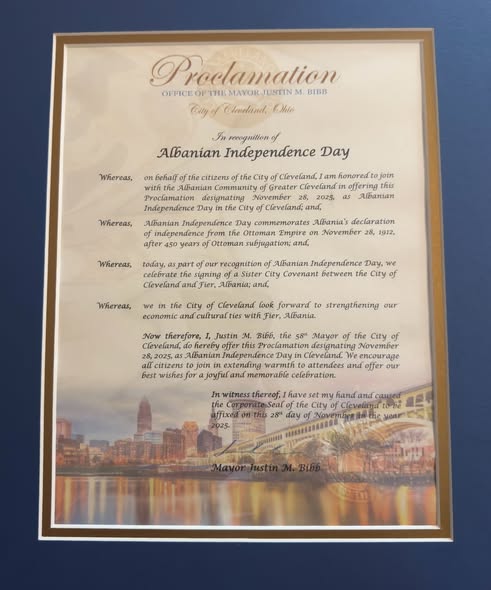 Proclamation
OFFICE OF THE MAYOR JUSTIN M. BIBB
City of Cleveland, Ohio
In recognition of
Albanian Independence Day
Whereas, on behalf of the citizens of the City of Cleveland, I am honored to join
with the Albanian Community of Greater Cleveland in offering this
Proclamation designating November 28, 2025, as Albanian
Independence Day in the City of Cleveland; and,
Whereas, Albanian Independence Day commemorates Albania's declaration
of independence from the Ottoman Empire on November 28, 1912,
after 450 years of Ottoman subjugation; and,
Whereas, today, as part of our recognition of Albanian Independence Day, we
celebrate the signing of a Sister City Covenant between the City of
Cleveland and Fier, Albania; and,
Whereas, we in the City of Cleveland look forward to strengthening our
economic and cultural ties with Fier, Albania.
Now therefore, I, Justin M. Bibb, the 58th Mayor of the City of
Cleveland, do hereby offer this Proclamation designating November
28, 2025, as Albanian Independence Day in Cleveland. We encourage
all citizens to join in extending warmth to attendees and offer our
best wishes for a joyful and memorable celebration.
In witness thereof, I have set my hand and caused
the Corporate Seal of the City of Cleveland to be
affixed on this 28th day of November in the year
2025.
Mayor Justin M. Bibb